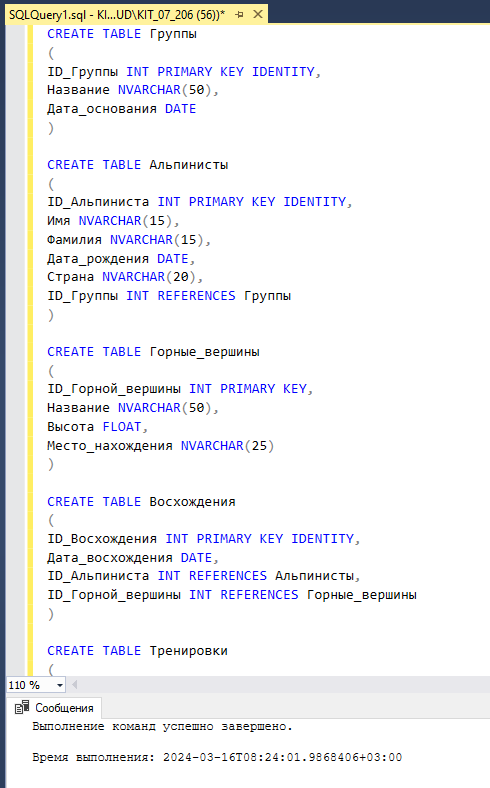 SQLQuery1.sql - KI...UD\KIT_07_206 (56))*
CREATE TABLE Группы
(
ID_Группы INT PRIMARY KEY IDENTITY,
Название NVARCHAR(50),
Дата_основания DATE
)
CREATE TABLE Альпинисты
(
ID_Альпиниста INT PRIMARY KEY IDENTITY,
Имя NVARCHAR(15),
Фамилия NVARCHAR(15),
Дата_рождения DATE,
Страна NVARCHAR(20),
ID_Группы INT REFERENCES Группы
)
CREATE TABLE Горные_вершины
(
ID_Горной_вершины INT PRIMARY KEY,
Название NVARCHAR(50),
Высота FLOAT,
Место_нахождения NVARCHAR(25)
)
CREATE TABLE Восхождения
(
ID_Восхождения INT PRIMARY KEY IDENTITY,
Дата_восхождения DATE,
ID_Альпиниста INT REFERENCES Альпинисты,
ID_Горной_вершины INT REFERENCES Горные_вершины
)
CREATE TABLE Тренировки
(
110 %
Сообщения
Выполнение команд успешно завершено.
Время выполнения: 2024-03-16T08:24:01.9868406+03:00